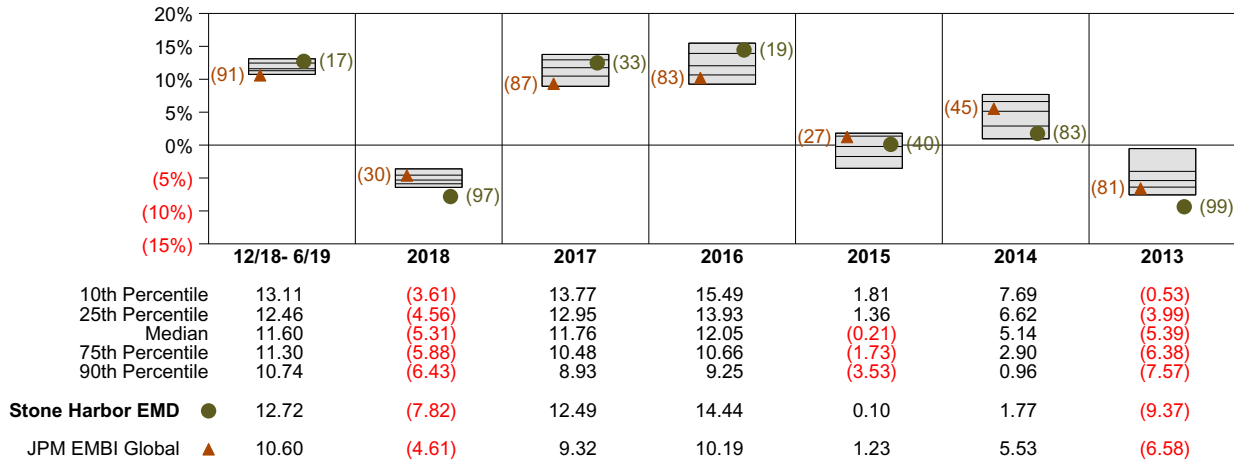 20%
15%
10%
5%
0%
(5%)
(10%)
(15%)
(91) (17)
(30) (97)
(87) (33)
(83) (19)
(27) (40)
(45) (83)
(81) (99)
12/18- 6/19 2018 2017 2016 2015 2014 2013
10th Percentile 13.11 (3.61) 13.77 15.49 1.81 7.69 (0.53)
25th Percentile 12.46 (4.56) 12.95 13.93 1.36 6.62 (3.99)
Median 11.60 (5.31) 11.76 12.05 (0.21) 5.14 (5.39)
75th Percentile 11.30 (5.88) 10.48 10.66 (1.73) 2.90 (6.38)
90th Percentile 10.74 (6.43) 8.93 9.25 (3.53) 0.96 (7.57)
Stone Harbor EMD 12.72 (7.82) 12.49 14.44 0.10 1.77 (9.37)
JPM EMBI Global 10.60 (4.61) 9.32 10.19 1.23 5.53 (6.58)